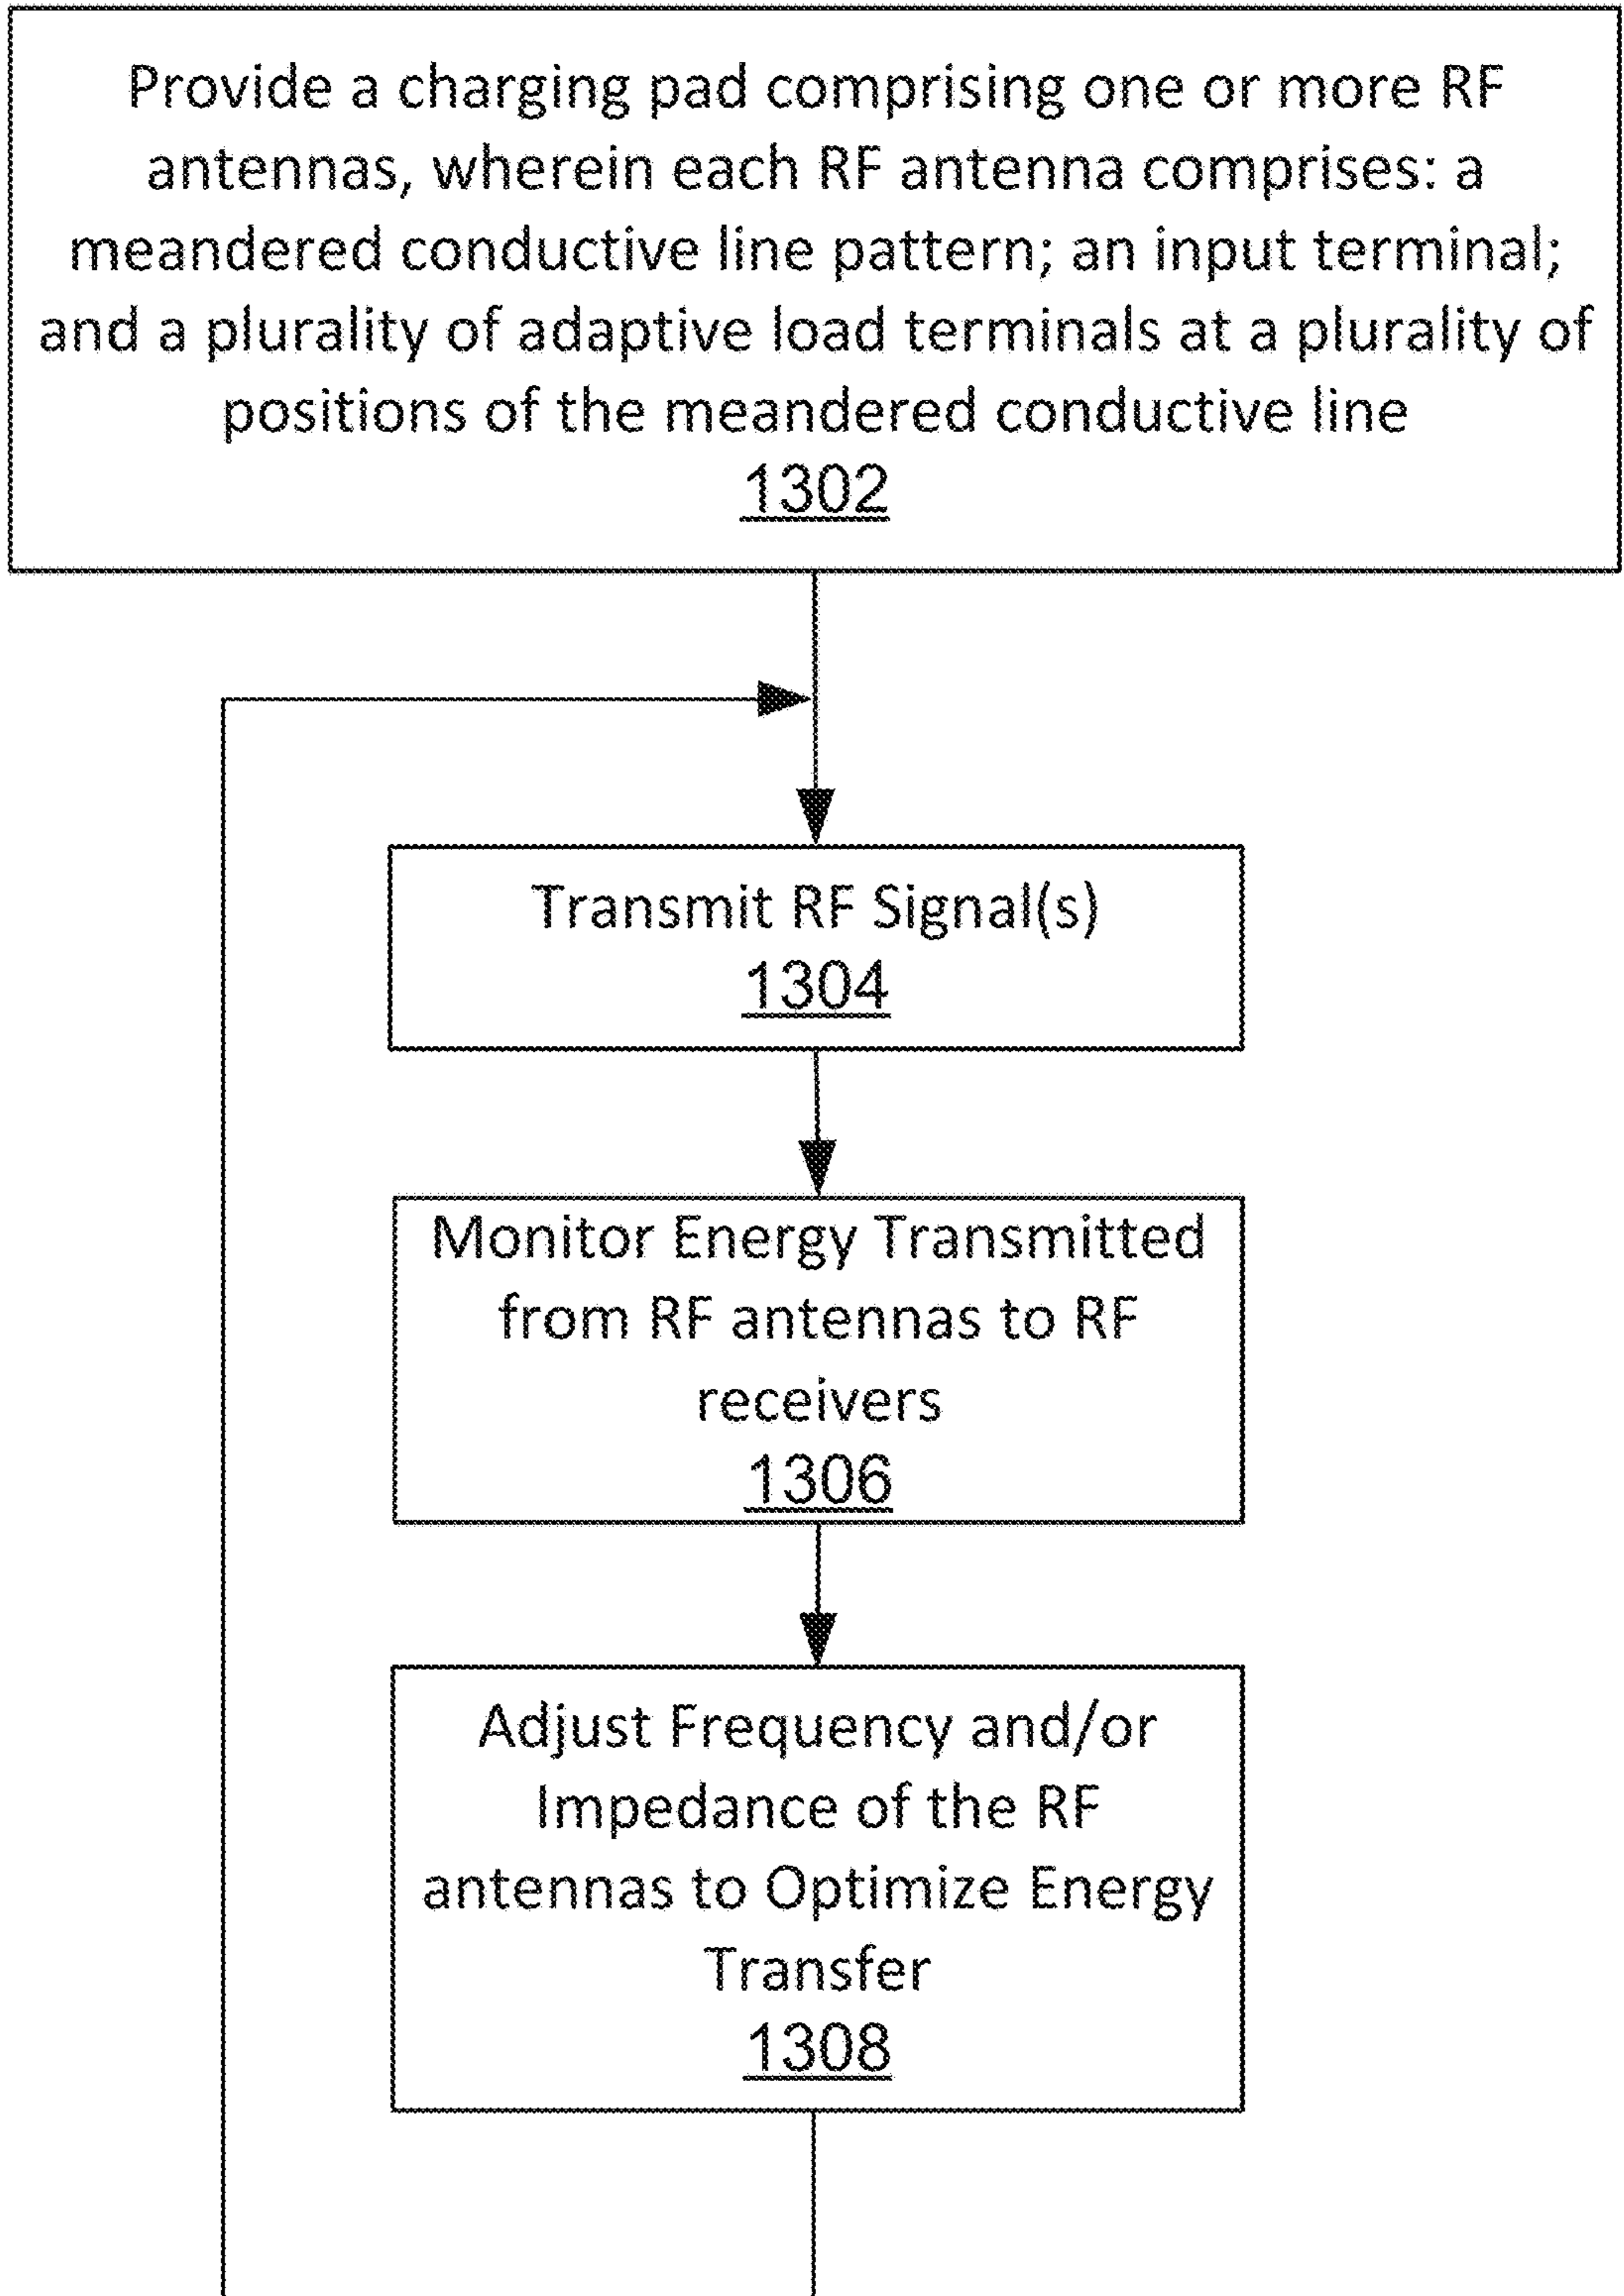 Provide a charging pad comprising one or more RF
antennas, wherein each RF antenna comprises: a
meandered conductive line pattern; an input terminal;
and a plurality of adaptive load terminals at a plurality of
positions of the meandered conductive line
1302
Transmit RF Signal(s)
1304
Monitor Energy Transmitted
from RF antennas to RF
receivers
1306
Adjust Frequency and/or
Impedance of the RF
antennas to Optimize Energy
Transfer
1308